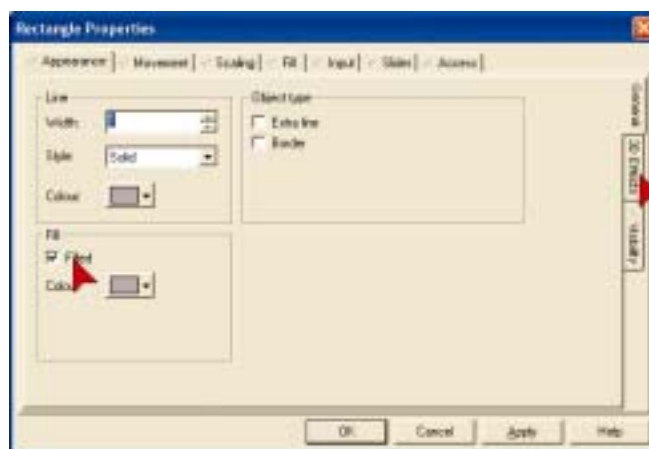 Rectangle Properties
Appearance Movement Scaling Fill Input Slider Access
Line
Width:
Style: Solid
Colour:
Object type
Extra line
Border
Fill
Filled
Colour:
General
3D Effects
Visibility
OK Cancel Apply Help